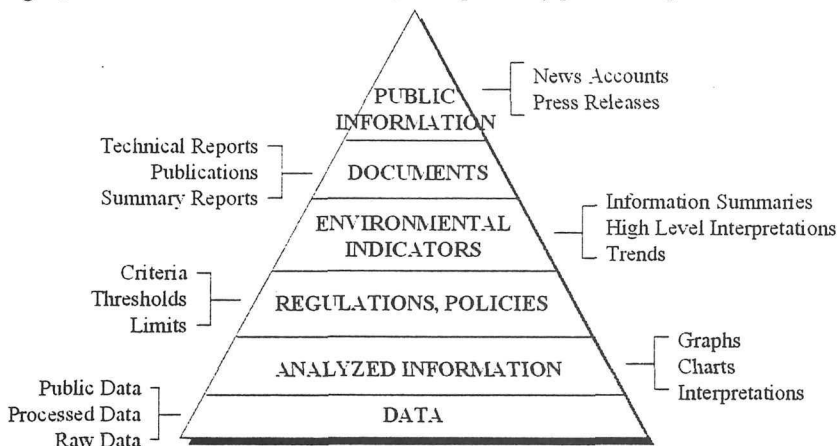 News Accounts
Press Releases
PUBLIC
INFORMATION
Technical Reports
Publications
Summary Reports
DOCUMENTS
Information Summaries
High Level Interpretations
Trends
ENVIRONMENTAL
INDICATORS
Criteria
Thresholds
Limits
REGULATIONS, POLICIES
Graphs
Charts
Interpretations
ANALYZED INFORMATION
Public Data
Processed Data
Raw Data
DATA